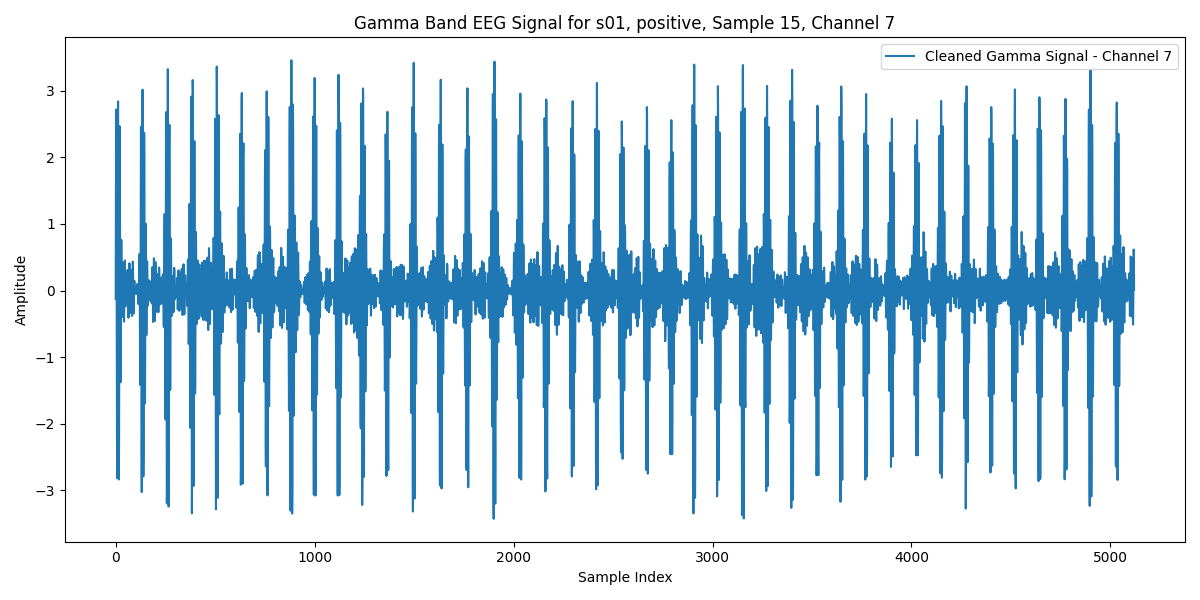 Gamma Band EEG Signal for s01, positive, Sample 15, Channel 7
Cleaned Gamma Signal - Channel 7
Amplitude
3
2
1
0
−1
−2
−3
0 1000 2000 3000 4000 5000
Sample Index